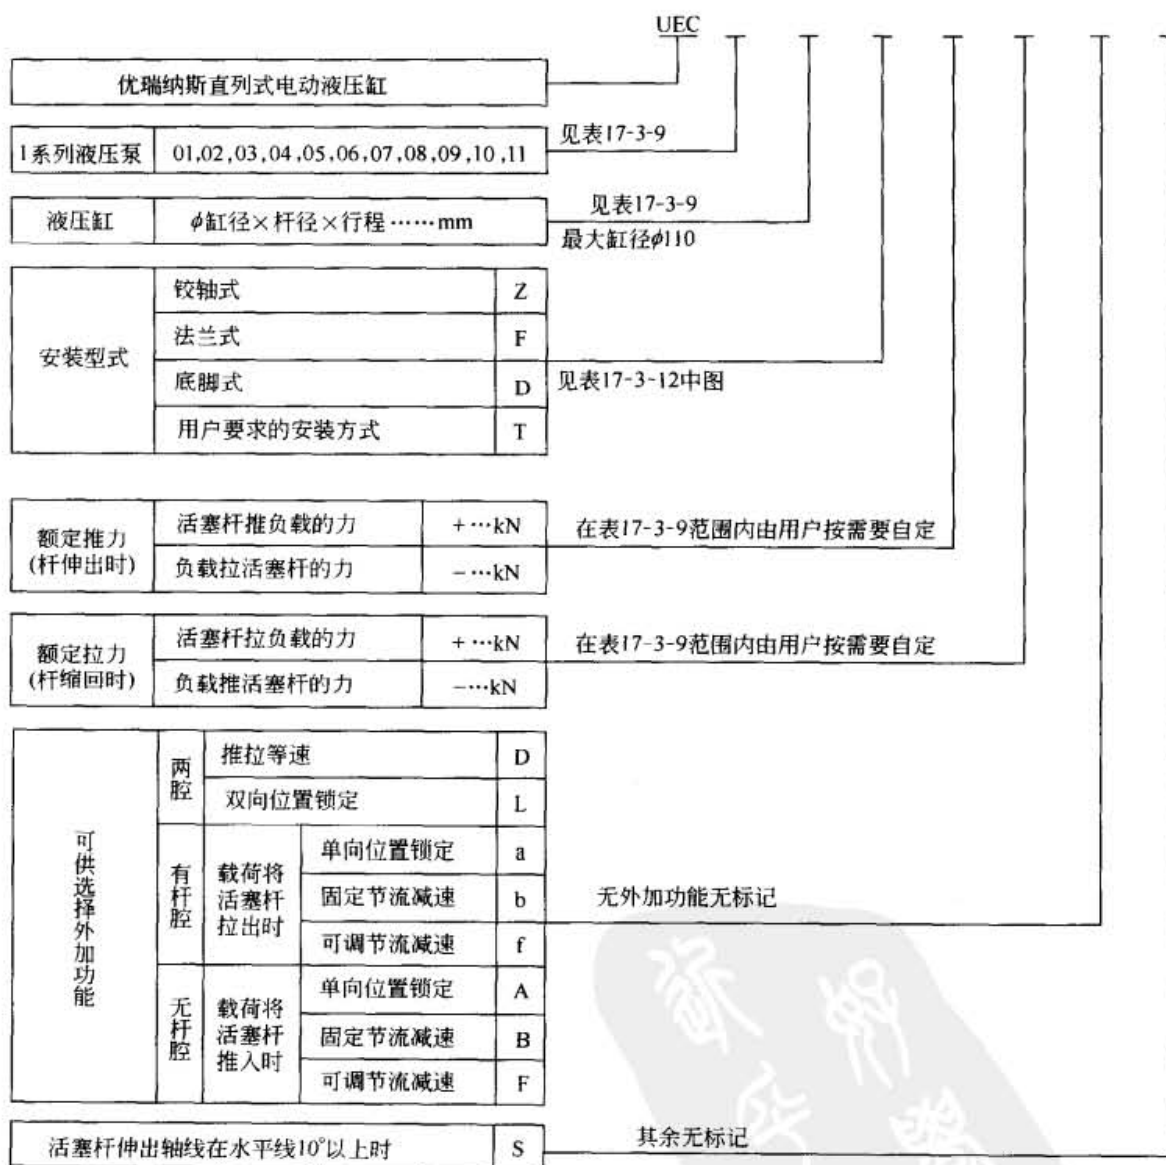 UEC
优瑞纳斯直列式电动液压缸
1系列液压泵 01,02,03,04,05,06,07,08,09,10,11 见表17-3-9
液压缸 φ缸径×杆径×行程……mm 见表17-3-9
最大缸径φ110
安装型式
铰轴式 Z
法兰式 F
底脚式 D
用户要求的安装方式 T
见表17-3-12中图
额定推力
(杆伸出时)
活塞杆推负载的力 +…kN
负载拉活塞杆的力 -…kN
在表17-3-9范围内由用户按需要自定
额定拉力
(杆缩回时)
活塞杆拉负载的力 +…kN
负载推活塞杆的力 -…kN
在表17-3-9范围内由用户按需要自定
可供选择外加功能
两腔
推拉等速 D
双向位置锁定 L
有杆腔
载荷将
活塞杆
拉出时
单向位置锁定 a
固定节流减速 b
可调节流减速 f
无外加功能无标记
无杆腔
载荷将
活塞杆
推入时
单向位置锁定 A
固定节流减速 B
可调节流减速 F
活塞杆伸出轴线在水平线10°以上时 S 其余无标记